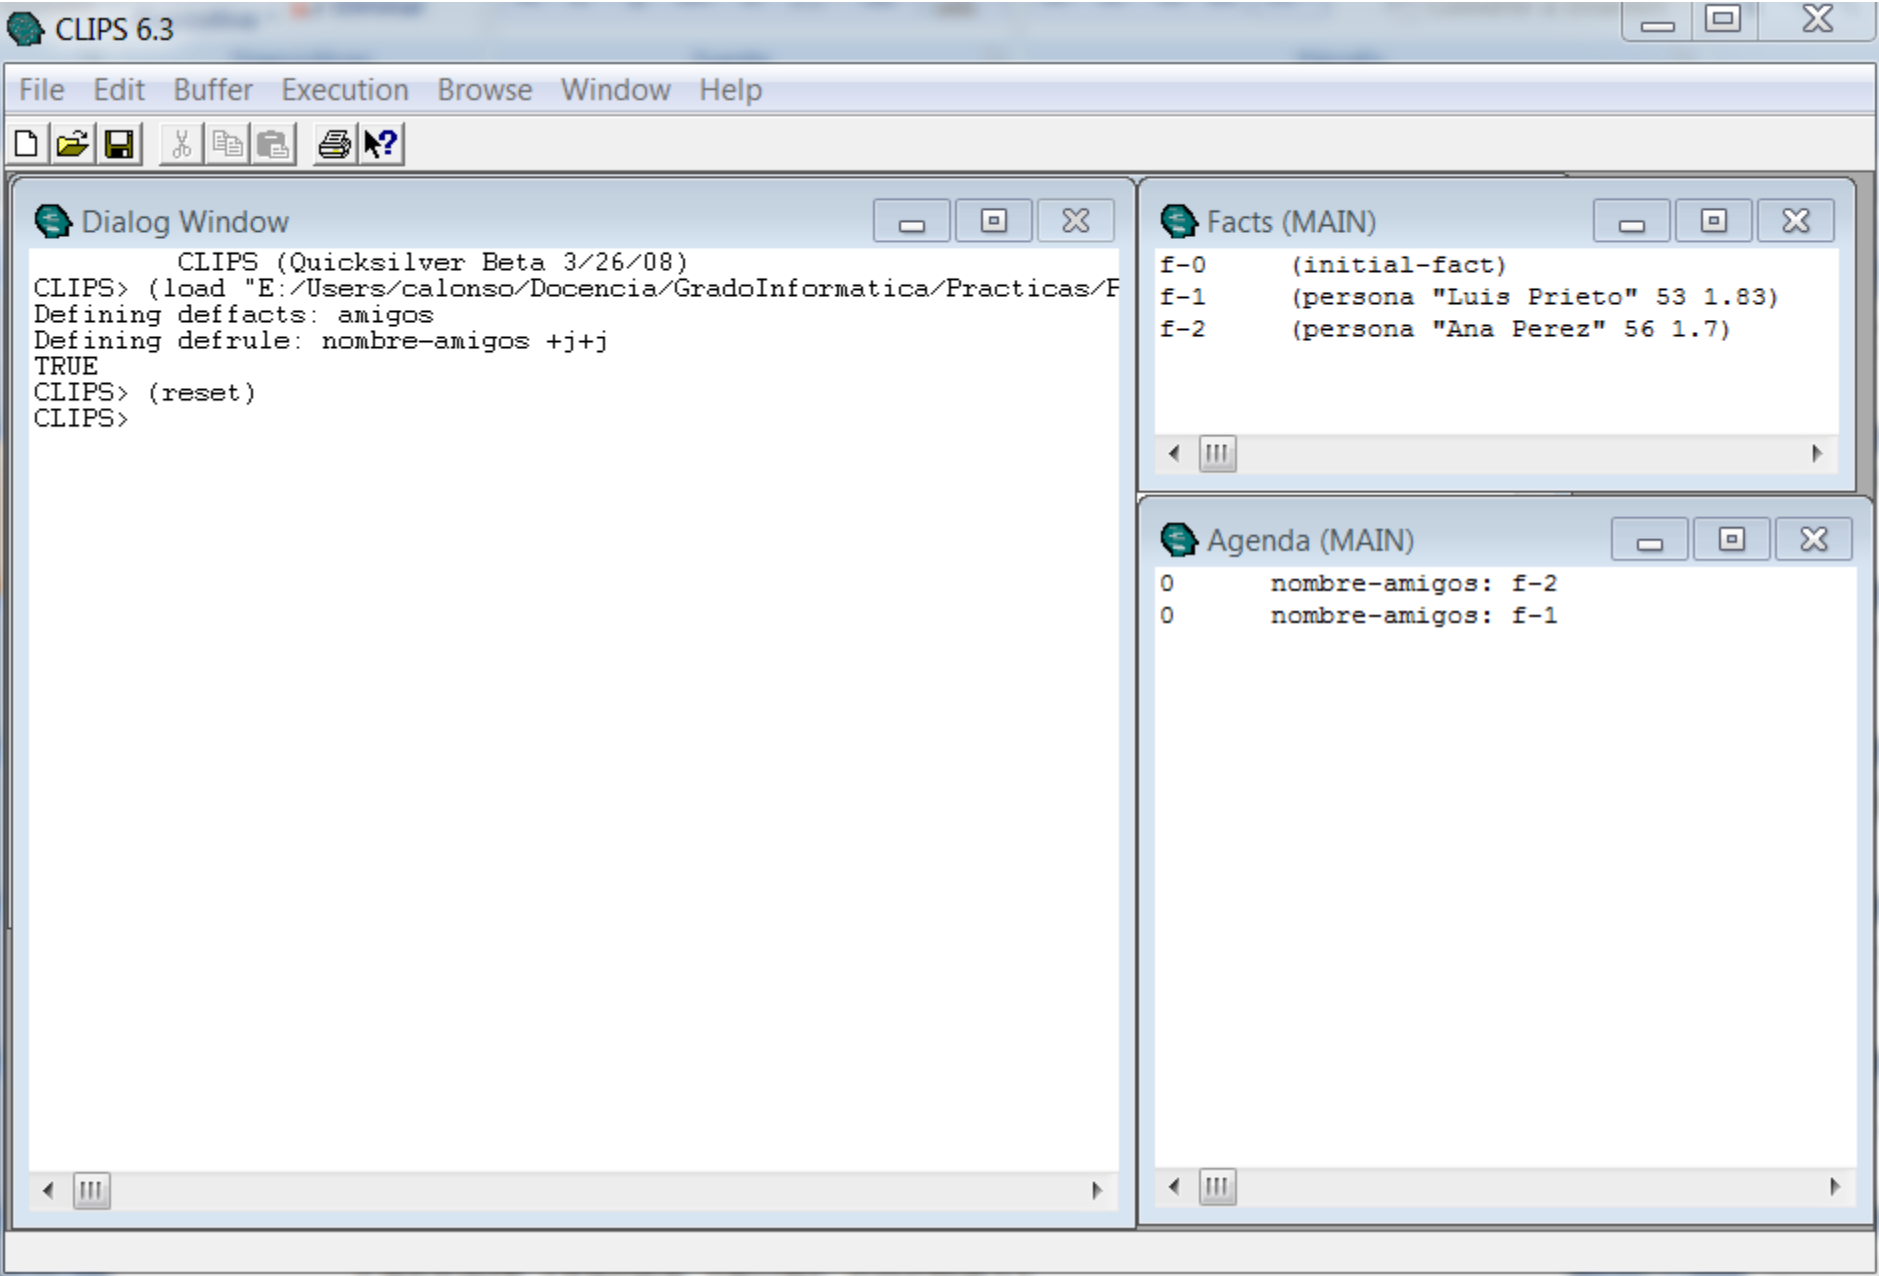 CLIPS 6.3
File Edit Buffer Execution Browse Window Help
Dialog Window
CLIPS (Quicksilver Beta 3/26/08)
CLIPS> (load "E:/Users/calonso/Docencia/GradoInformatica/Practicas/F
Defining deffacts: amigos
Defining defrule: nombre-amigos +j+j
TRUE
CLIPS> (reset)
CLIPS>
Facts (MAIN)
f-0 (initial-fact)
f-1 (persona "Luis Prieto" 53 1.83)
f-2 (persona "Ana Perez" 56 1.7)
Agenda (MAIN)
0 nombre-amigos: f-2
0 nombre-amigos: f-1